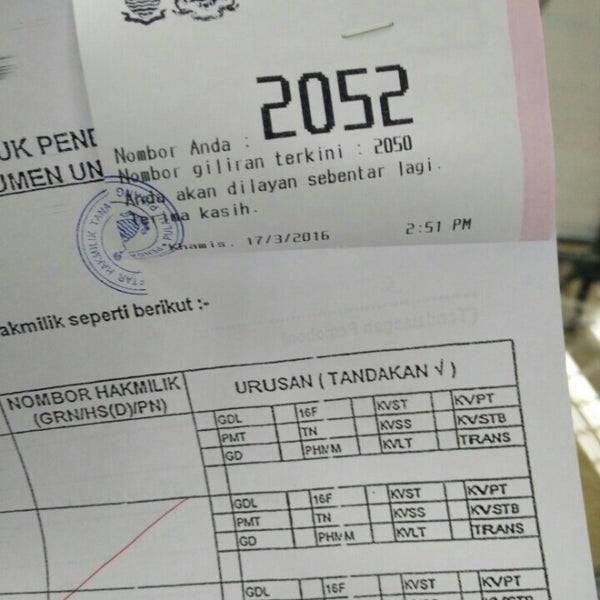 2052
Nombor Anda :
Nombor giliran terkini : 2050
Anda akan dilayan sebentar lagi.
Terima kasih.
Khamis. 17/3/2016 2:51 PM
UK PEND
UMEN UN
FTAR HAKMILIK TANA
akmilik seperti berikut :-
NOMBOR HAKMILIK
(GRN/HS(D)/PN)
URUSAN ( TANDAKAN √ )
GDL 16F KVST KVPT
PMT TN KVSS KVSTB
GD PHMM KVLT TRANS
GDL 16F KVST KVPT
PMT TN KVSS KVSTB
GD PHMM KVLT TRANS
GDL 16F KVST KVPT